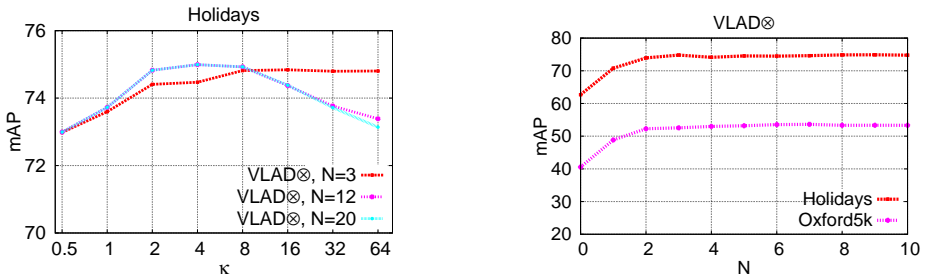 Holidays
76
74
72
70
mAP
0.5 1 2 4 8 16 32 64
κ
VLAD⊗, N=3
VLAD⊗, N=12
VLAD⊗, N=20
VLAD⊗
80
70
60
50
40
30
20
mAP
0 2 4 6 8 10
N
Holidays
Oxford5k